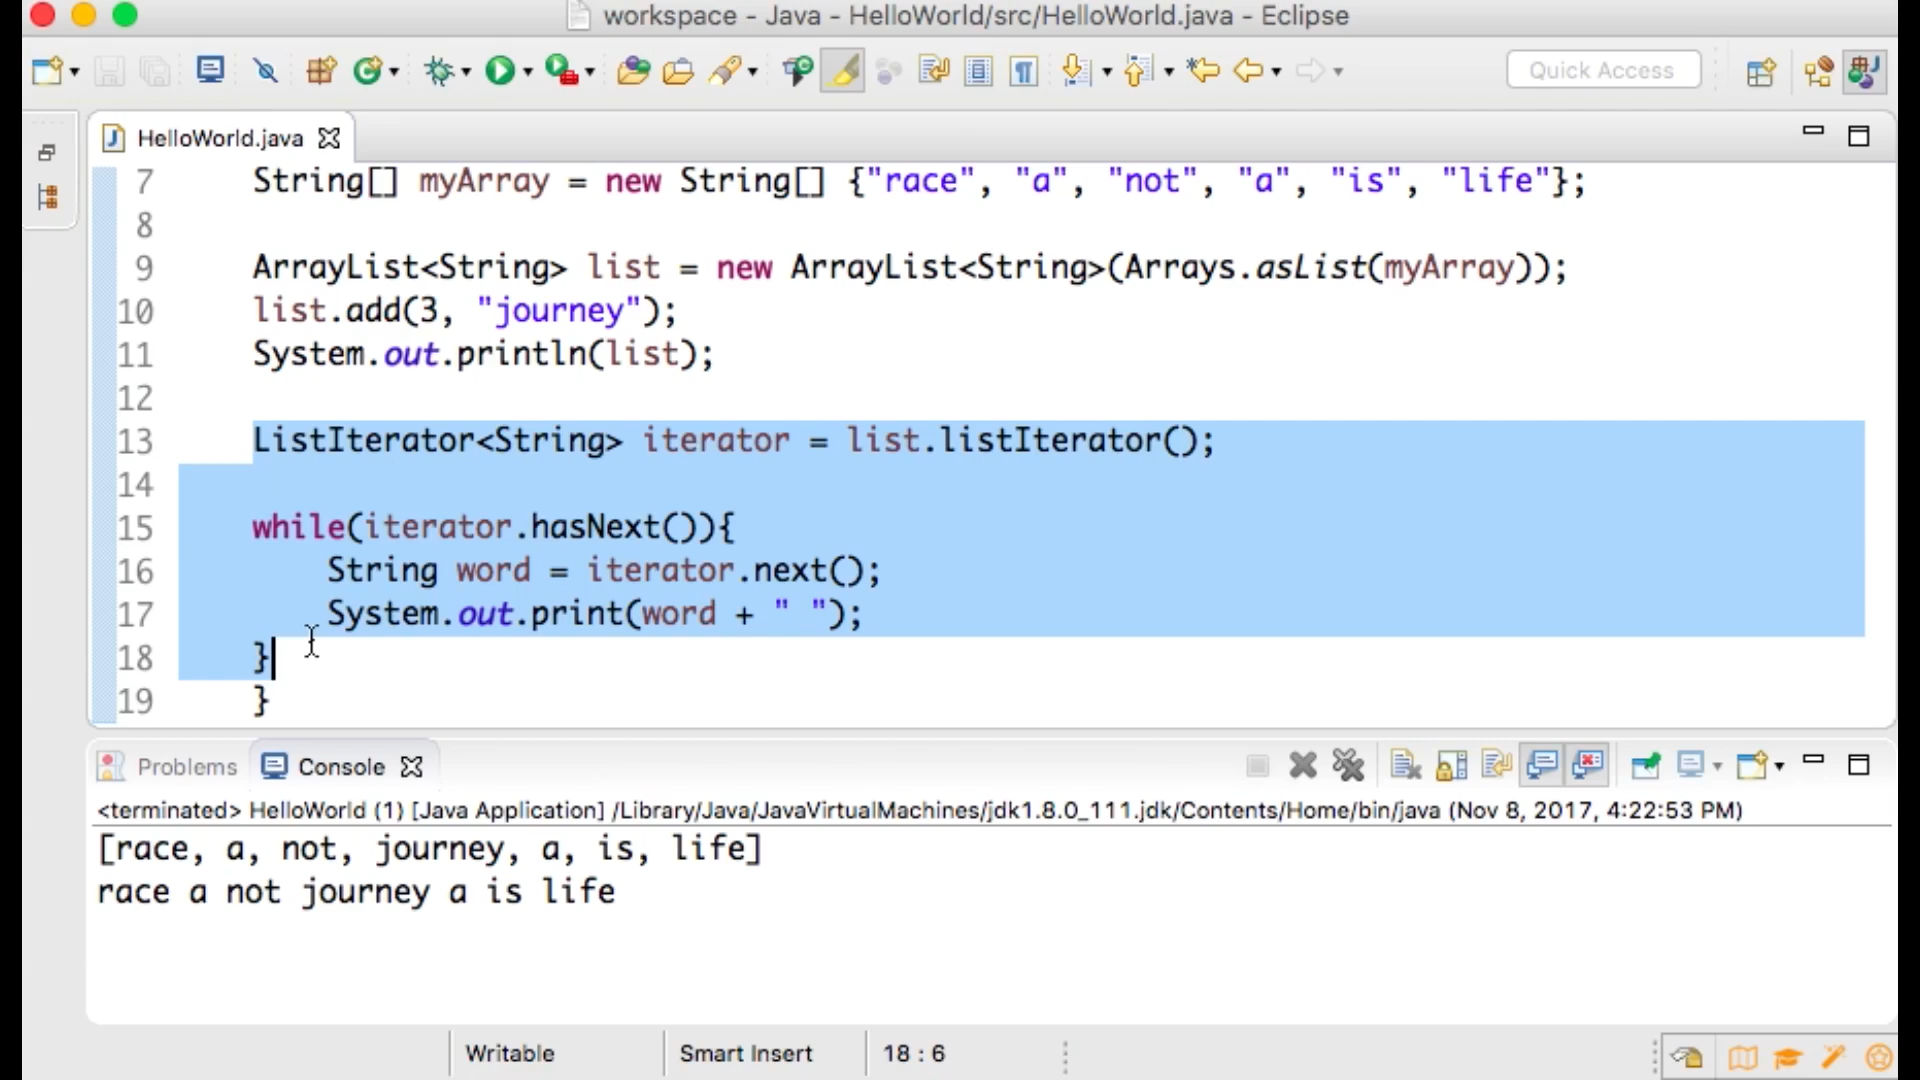 workspace - Java - HelloWorld/src/HelloWorld.java - Eclipse
Quick Access
HelloWorld.java
7 String[] myArray = new String[] {"race", "a", "not", "a", "is", "life"};
8
9 ArrayList<String> list = new ArrayList<String>(Arrays.asList(myArray));
10 list.add(3, "journey");
11 System.out.println(list);
12
13 ListIterator<String> iterator = list.listIterator();
14
15 while(iterator.hasNext()){
16 String word = iterator.next();
17 System.out.print(word + " ");
18 }
19 }
Problems Console
<terminated> HelloWorld (1) [Java Application] /Library/Java/JavaVirtualMachines/jdk1.8.0_111.jdk/Contents/Home/bin/java (Nov 8, 2017, 4:22:53 PM)
[race, a, not, journey, a, is, life]
race a not journey a is life
Writable Smart Insert 18 : 6